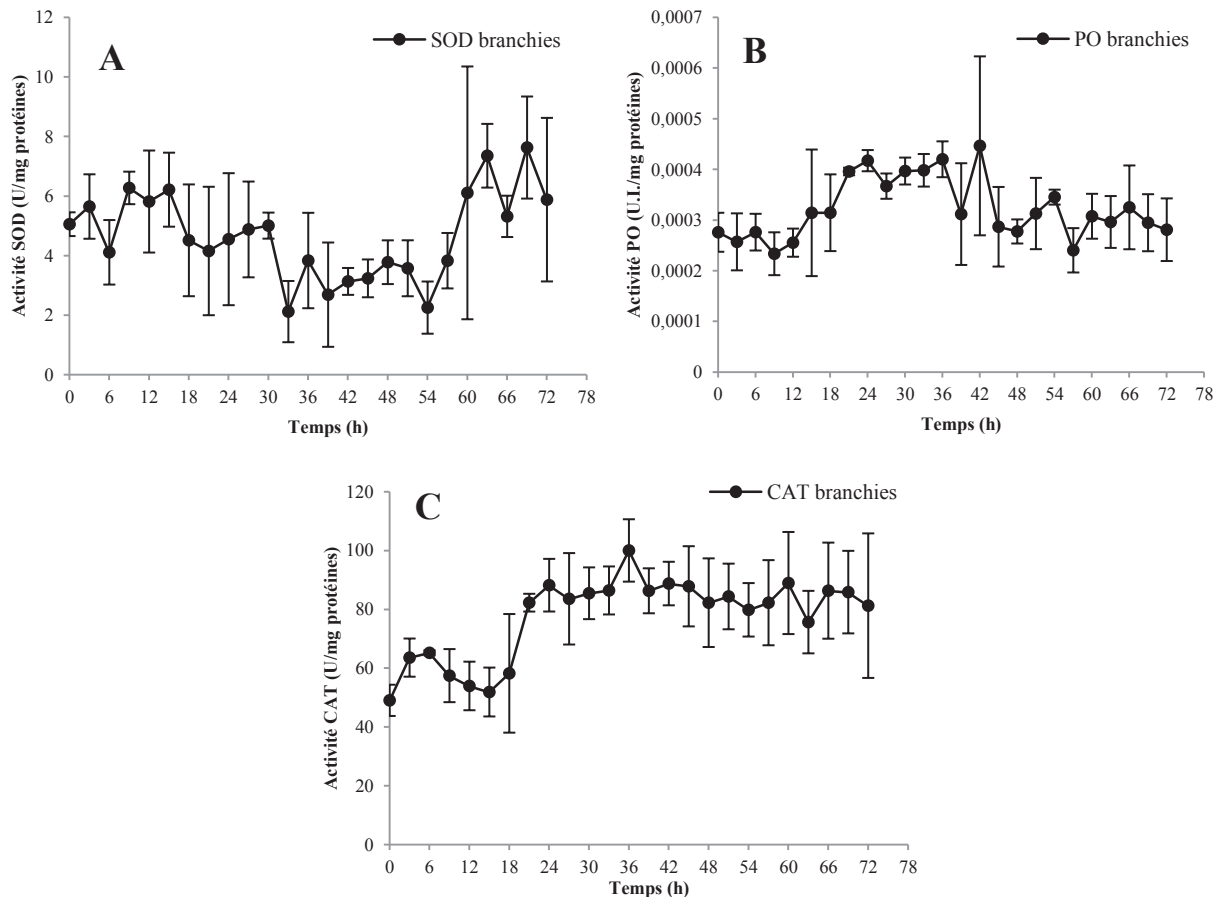 A
SOD branchies
Activité SOD (U/mg protéines)
12
10
8
6
4
2
0
0 6 12 18 24 30 36 42 48 54 60 66 72 78
Temps (h)
B
PO branchies
Activité PO (U.I./mg protéines)
0,0007
0,0006
0,0005
0,0004
0,0003
0,0002
0,0001
0
0 6 12 18 24 30 36 42 48 54 60 66 72 78
Temps (h)
C
CAT branchies
Activité CAT (U/mg protéines)
120
100
80
60
40
20
0
0 6 12 18 24 30 36 42 48 54 60 66 72 78
Temps (h)